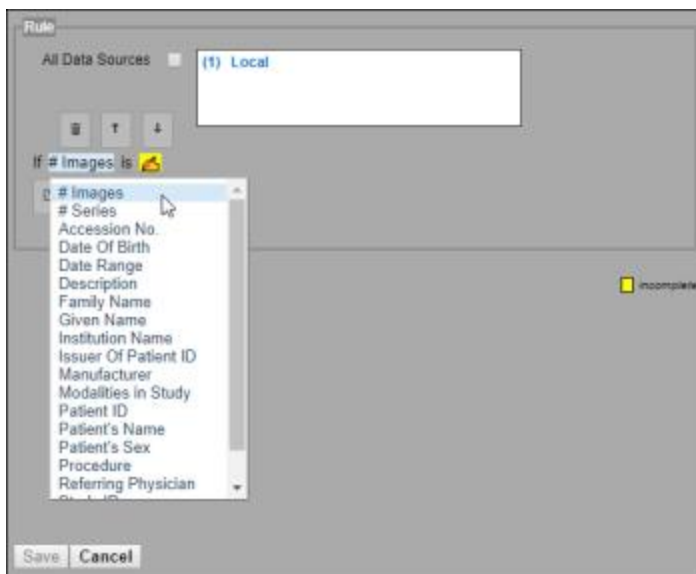 Rule
All Data Sources
(1) Local
If # Images is
# Images
# Series
Accession No.
Date Of Birth
Date Range
Description
Family Name
Given Name
Institution Name
Issuer Of Patient ID
Manufacturer
Modalities in Study
Patient ID
Patient's Name
Patient's Sex
Procedure
Referring Physician
incomplete
Save Cancel